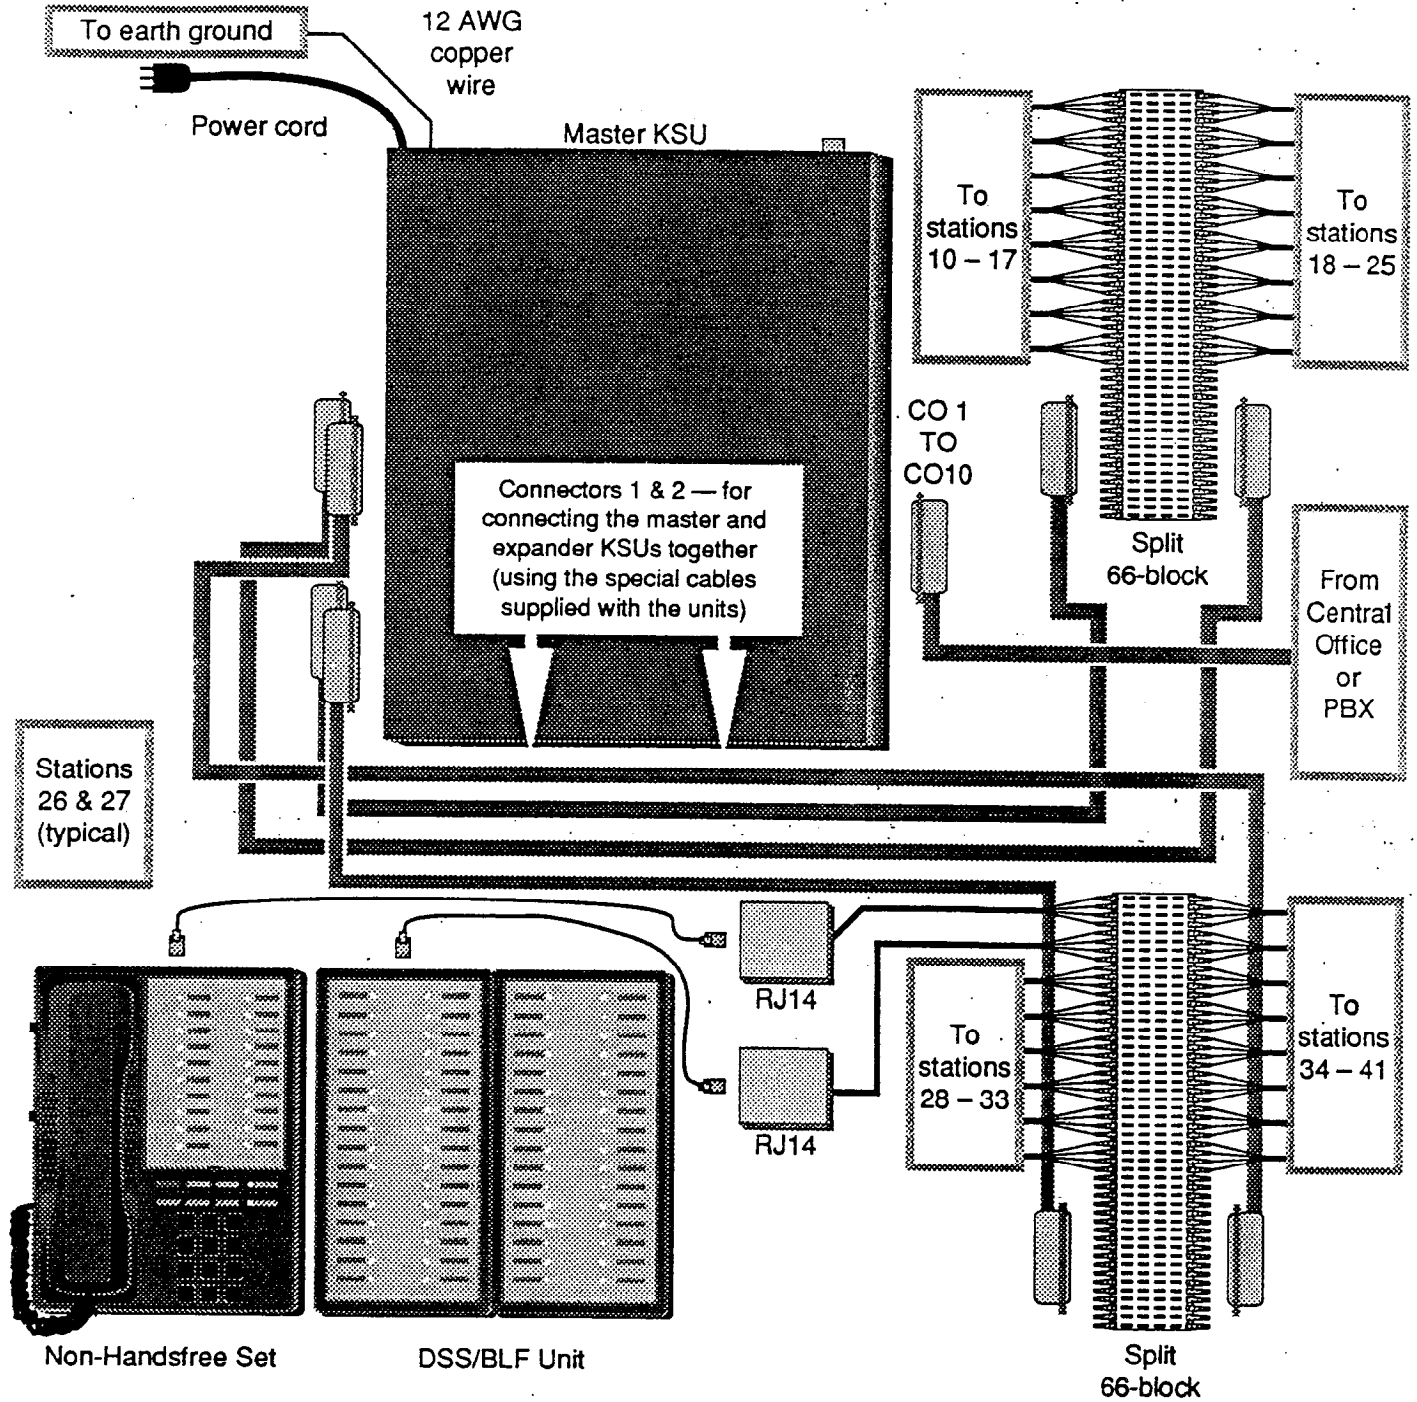 To earth ground
12 AWG
copper
wire
Power cord
Master KSU
To
stations
10 – 17
To
stations
18 – 25
CO 1
TO
CO10
Connectors 1 & 2 — for
connecting the master and
expander KSUs together
(using the special cables
supplied with the units)
Split
66-block
From
Central
Office
or
PBX
Stations
26 & 27
(typical)
RJ14
To
stations
28 – 33
To
stations
34 – 41
RJ14
Non-Handsfree Set
DSS/BLF Unit
Split
66-block